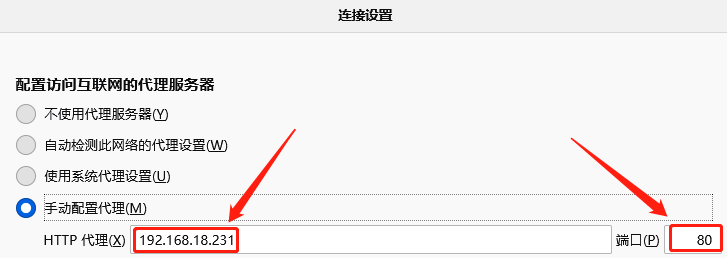 连接设置
配置访问互联网的代理服务器
不使用代理服务器(Y)
自动检测此网络的代理设置(W)
使用系统代理设置(U)
手动配置代理(M)
HTTP 代理(X) 192.168.18.231 端口(P) 80